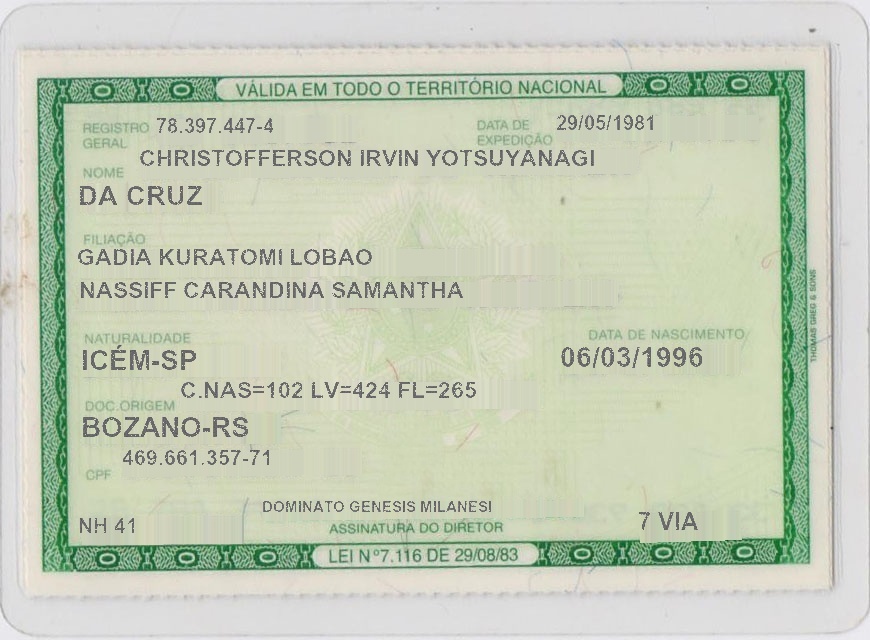 VÁLIDA EM TODO O TERRITÓRIO NACIONAL
REGISTRO GERAL 78.397.447-4 DATA DE EXPEDIÇÃO 29/05/1981
NOME CHRISTOFFERSON IRVIN YOTSUYANAGI
DA CRUZ
FILIAÇÃO
GADIA KURATOMI LOBAO
NASSIFF CARANDINA SAMANTHA
NATURALIDADE DATA DE NASCIMENTO
ICÉM-SP 06/03/1996
C.NAS=102 LV=424 FL=265
DOC.ORIGEM
BOZANO-RS
469.661.357-71
CPF
DOMINATO GENESIS MILANESI
NH 41 ASSINATURA DO DIRETOR 7 VIA
LEI Nº7.116 DE 29/08/83
THOMAS GREG & SONS